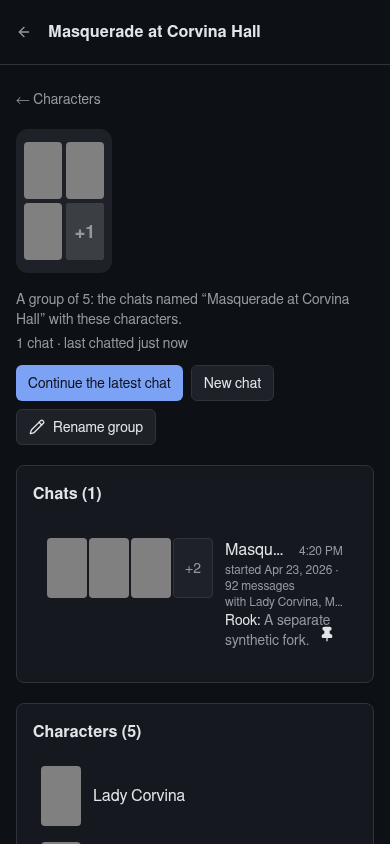 Masquerade at Corvina Hall
← Characters
+1
A group of 5: the chats named “Masquerade at Corvina
Hall” with these characters.
1 chat · last chatted just now
Continue the latest chat
New chat
Rename group
Chats (1)
+2
Masqu... 4:20 PM
started Apr 23, 2026 ·
92 messages
with Lady Corvina, M...
Rook: A separate
synthetic fork.
Characters (5)
Lady Corvina